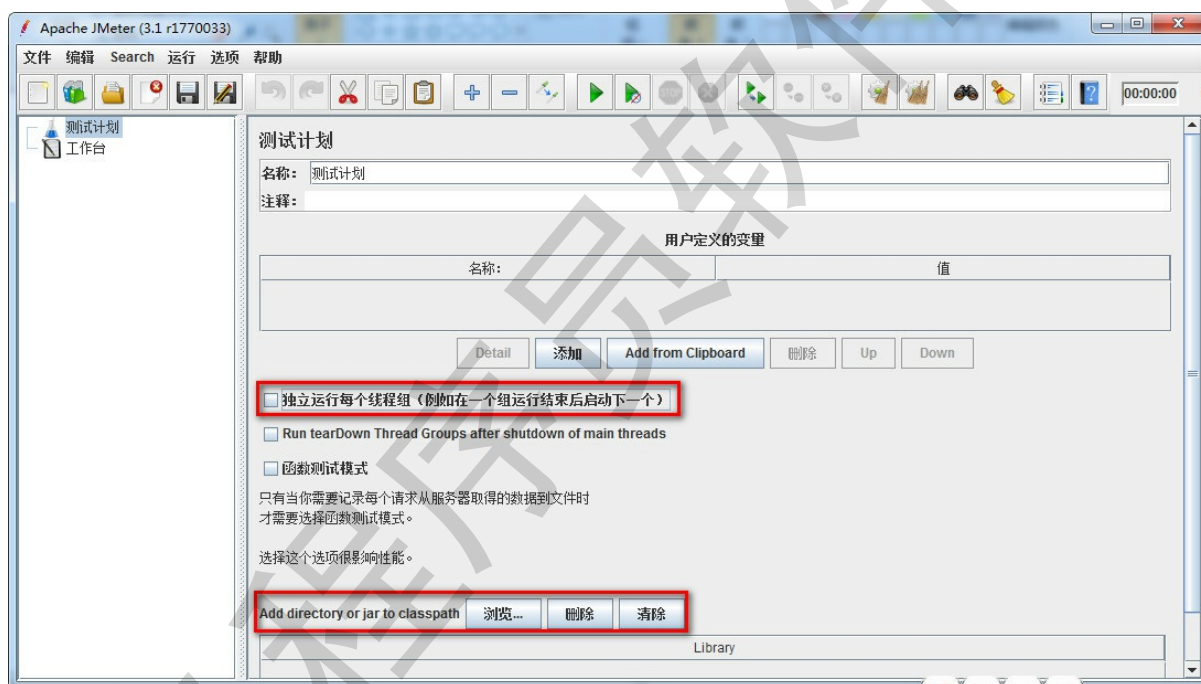 Apache JMeter (3.1 r1770033)
文件 编辑 Search 运行 选项 帮助
00:00:00
测试计划
工作台
测试计划
名称: 测试计划
注释:
用户定义的变量
名称: 值
Detail 添加 Add from Clipboard 删除 Up Down
独立运行每个线程组(例如在一个组运行结束后启动下一个)
Run tearDown Thread Groups after shutdown of main threads
函数测试模式
只有当你需要记录每个请求从服务器取得的数据到文件时
才需要选择函数测试模式。
选择这个选项很影响性能。
Add directory or jar to classpath 浏览... 删除 清除
Library
程序员软件